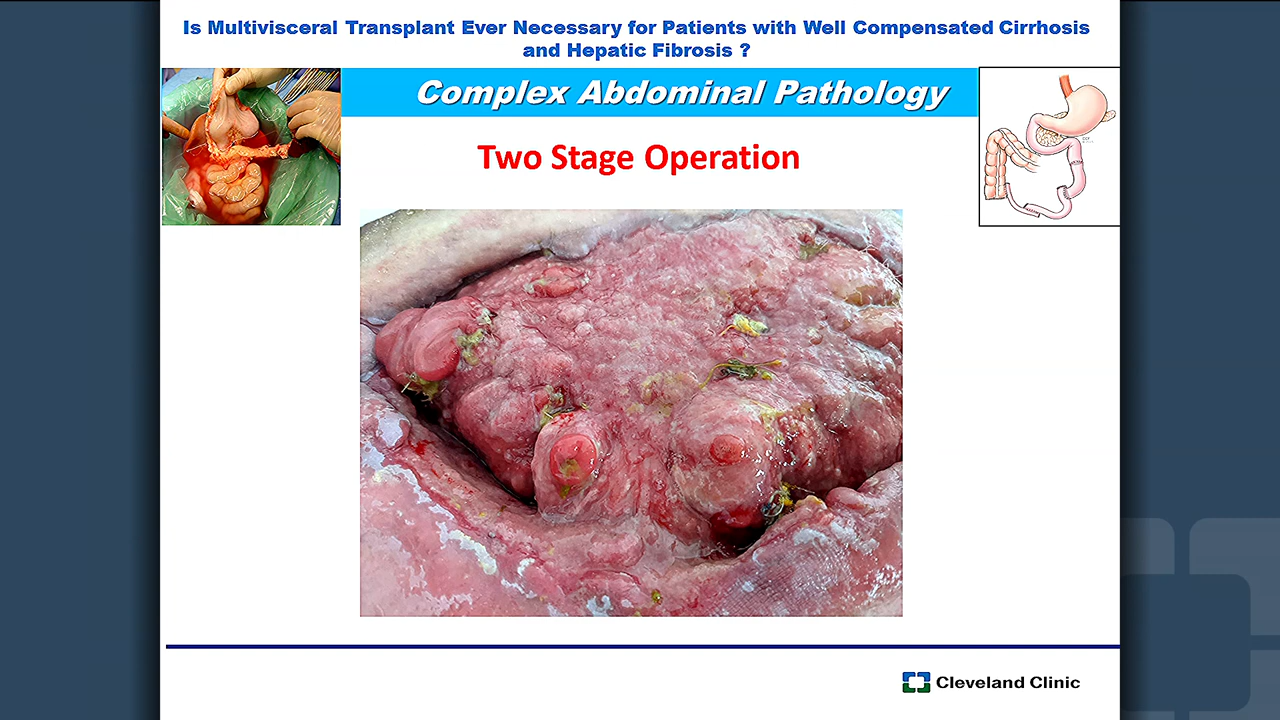 Is Multivisceral Transplant Ever Necessary for Patients with Well Compensated Cirrhosis
and Hepatic Fibrosis ?
Complex Abdominal Pathology
Two Stage Operation
Cleveland Clinic